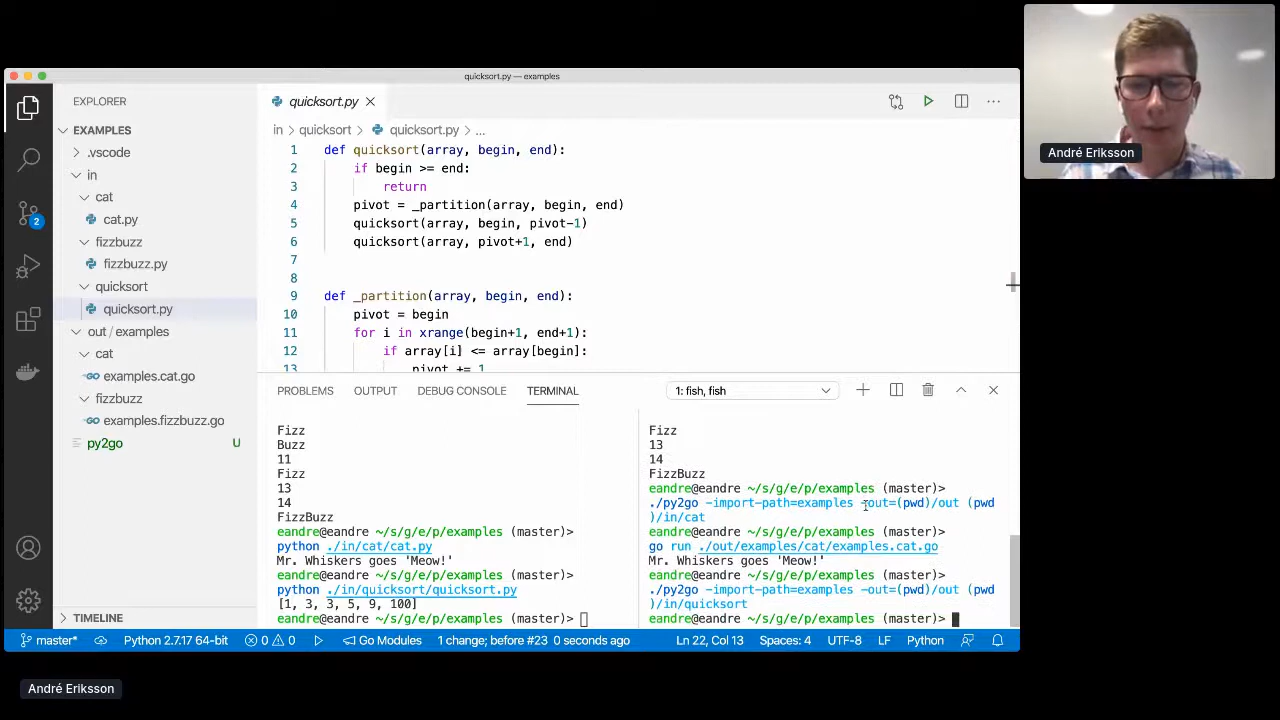 quicksort.py — examples
EXPLORER
quicksort.py
EXAMPLES
in > quicksort > quicksort.py > ...
.vscode
in
cat
cat.py
fizzbuzz
fizzbuzz.py
quicksort
quicksort.py
out / examples
cat
examples.cat.go
fizzbuzz
examples.fizzbuzz.go
py2go U
TIMELINE
2
1 def quicksort(array, begin, end):
2 if begin >= end:
3 return
4 pivot = _partition(array, begin, end)
5 quicksort(array, begin, pivot-1)
6 quicksort(array, pivot+1, end)
7
8
9 def _partition(array, begin, end):
10 pivot = begin
11 for i in xrange(begin+1, end+1):
12 if array[i] <= array[begin]:
13 pivot += 1
PROBLEMS OUTPUT DEBUG CONSOLE TERMINAL 1: fish, fish
Fizz
Buzz
11
Fizz
13
14
FizzBuzz
eandre@eandre ~/s/g/e/p/examples (master)>
python ./in/cat/cat.py
Mr. Whiskers goes 'Meow!'
eandre@eandre ~/s/g/e/p/examples (master)>
python ./in/quicksort/quicksort.py
[1, 3, 3, 5, 9, 100]
eandre@eandre ~/s/g/e/p/examples (master)>
Fizz
13
14
FizzBuzz
eandre@eandre ~/s/g/e/p/examples (master)>
./py2go -import-path=examples -out=(pwd)/out (pwd
)/in/cat
eandre@eandre ~/s/g/e/p/examples (master)>
go run ./out/examples/cat/examples.cat.go
Mr. Whiskers goes 'Meow!'
eandre@eandre ~/s/g/e/p/examples (master)>
./py2go -import-path=examples -out=(pwd)/out (pwd
)/in/quicksort
eandre@eandre ~/s/g/e/p/examples (master)>
master* Python 2.7.17 64-bit 0 0 Go Modules 1 change; before #23 0 seconds ago Ln 22, Col 13 Spaces: 4 UTF-8 LF Python
André Eriksson
André Eriksson